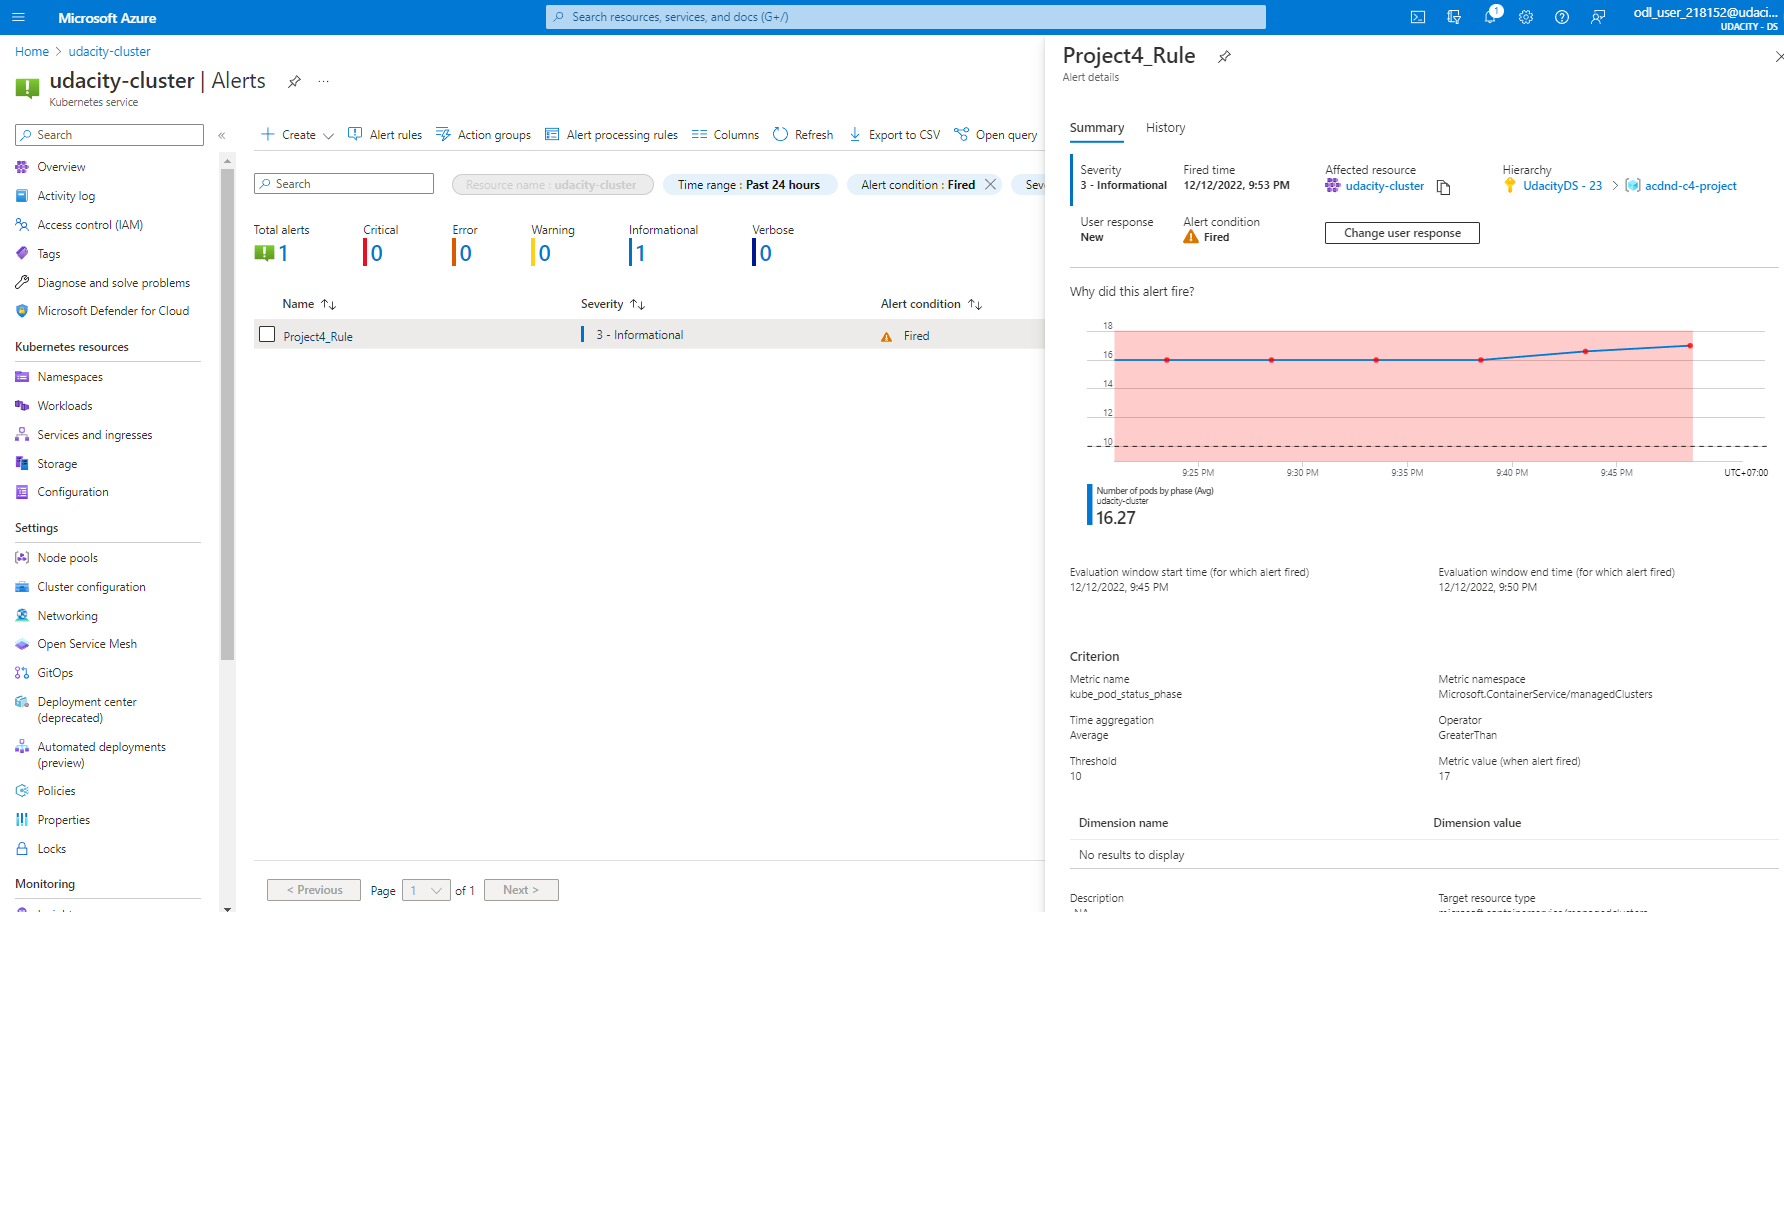 Microsoft Azure
Search resources, services, and docs (G+/)
1
odl_user_218152@udaci...
UDACITY - DS
Home > udacity-cluster
udacity-cluster | Alerts
...
Kubernetes service
Search
«
Overview
Activity log
Access control (IAM)
Tags
Diagnose and solve problems
Microsoft Defender for Cloud
Kubernetes resources
Namespaces
Workloads
Services and ingresses
Storage
Configuration
Settings
Node pools
Cluster configuration
Networking
Open Service Mesh
GitOps
Deployment center
(deprecated)
Automated deployments
(preview)
Policies
Properties
Locks
Monitoring
Create
Alert rules
Action groups
Alert processing rules
Columns
Refresh
Export to CSV
Open query
Search
Resource name : udacity-cluster
Time range : Past 24 hours
Alert condition : Fired
Sev
Total alerts
1
Critical
0
Error
0
Warning
0
Informational
1
Verbose
0
Name ↑↓
Severity ↑↓
Alert condition ↑↓
Project4_Rule
3 - Informational
Fired
< Previous
Page
1
of 1
Next >
Project4_Rule
Alert details
Summary
History
Severity
3 - Informational
Fired time
12/12/2022, 9:53 PM
Affected resource
udacity-cluster
Hierarchy
UdacityDS - 23 > acdnd-c4-project
User response
New
Alert condition
Fired
Change user response
Why did this alert fire?
18
16
14
12
10
9:25 PM
9:30 PM
9:35 PM
9:40 PM
9:45 PM
UTC+07:00
Number of pods by phase (Avg)
udacity-cluster
16.27
Evaluation window start time (for which alert fired)
12/12/2022, 9:45 PM
Evaluation window end time (for which alert fired)
12/12/2022, 9:50 PM
Criterion
Metric name
kube_pod_status_phase
Metric namespace
Microsoft.ContainerService/managedClusters
Time aggregation
Average
Operator
GreaterThan
Threshold
10
Metric value (when alert fired)
17
Dimension name
Dimension value
No results to display
Description
Target resource type